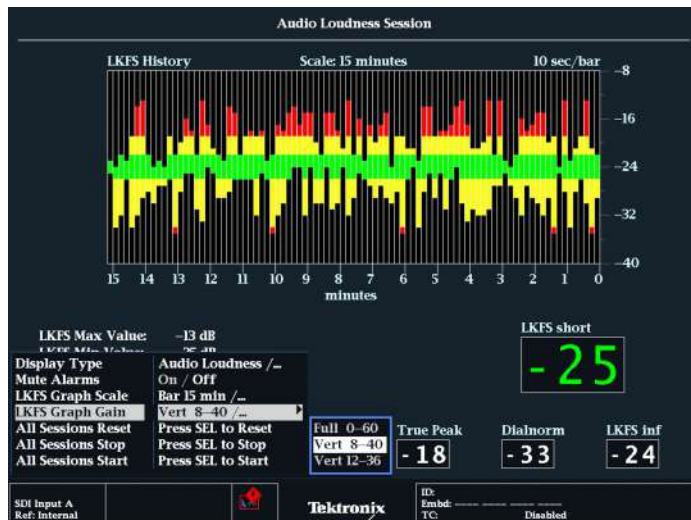 Audio Loudness Session
LKFS History Scale: 15 minutes 10 sec/bar
-8
-16
-24
-32
-40
15 14 13 12 11 10 9 8 7 6 5 4 3 2 1 0
minutes
LKFS Max Value: -13 dB
LKFS short
-25
Display Type Audio Loudness /...
Mute Alarms On / Off
LKFS Graph Scale Bar 15 min /...
LKFS Graph Gain Vert 8-40 /...
All Sessions Reset Press SEL to Reset
All Sessions Stop Press SEL to Stop
All Sessions Start Press SEL to Start
Full 0-60
Vert 8-40
Vert 12-36
True Peak Dialnorm LKFS inf
-18 -33 -24
SDI Input A
Ref: Internal
Tektronix
ID:
Embd: ---- ---- ---- ----
TC: Disabled